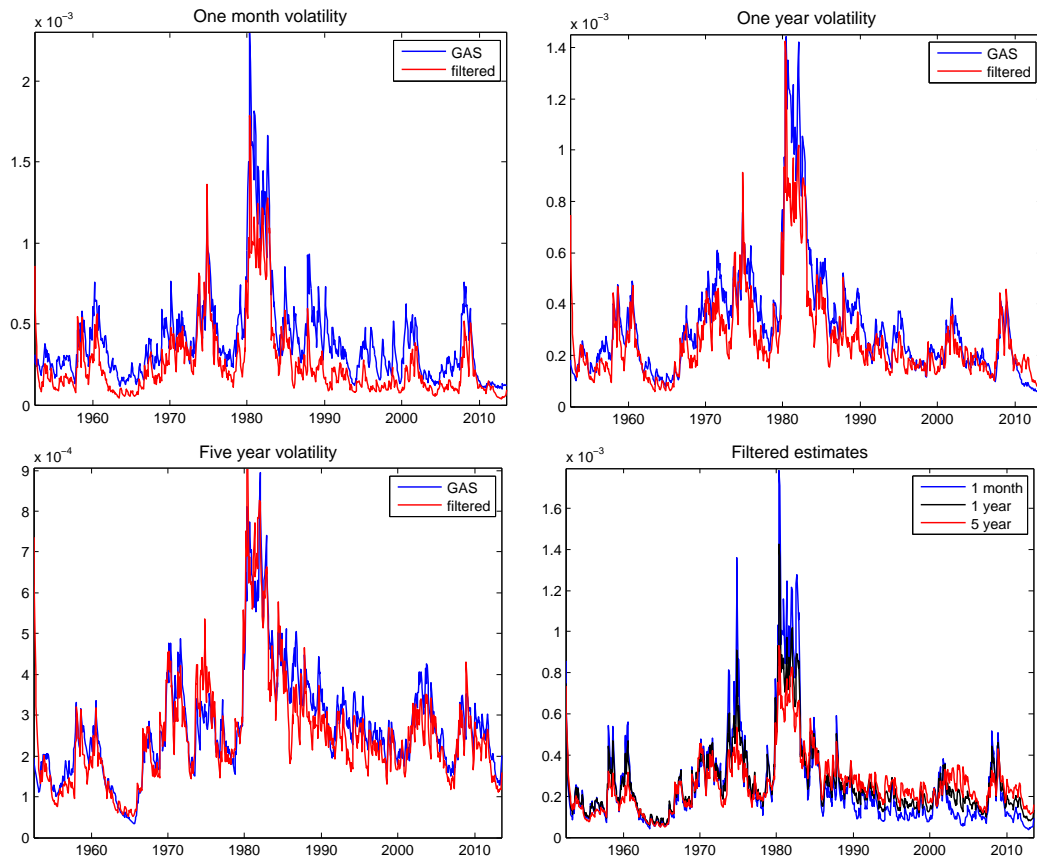 One month volatility
x 10⁻³
GAS
filtered
2
1.5
1
0.5
0
1960 1970 1980 1990 2000 2010
One year volatility
x 10⁻³
GAS
filtered
1.4
1.2
1
0.8
0.6
0.4
0.2
0
1960 1970 1980 1990 2000 2010
Five year volatility
x 10⁻⁴
GAS
filtered
9
8
7
6
5
4
3
2
1
0
1960 1970 1980 1990 2000 2010
Filtered estimates
x 10⁻³
1 month
1 year
5 year
1.6
1.4
1.2
1
0.8
0.6
0.4
0.2
0
1960 1970 1980 1990 2000 2010